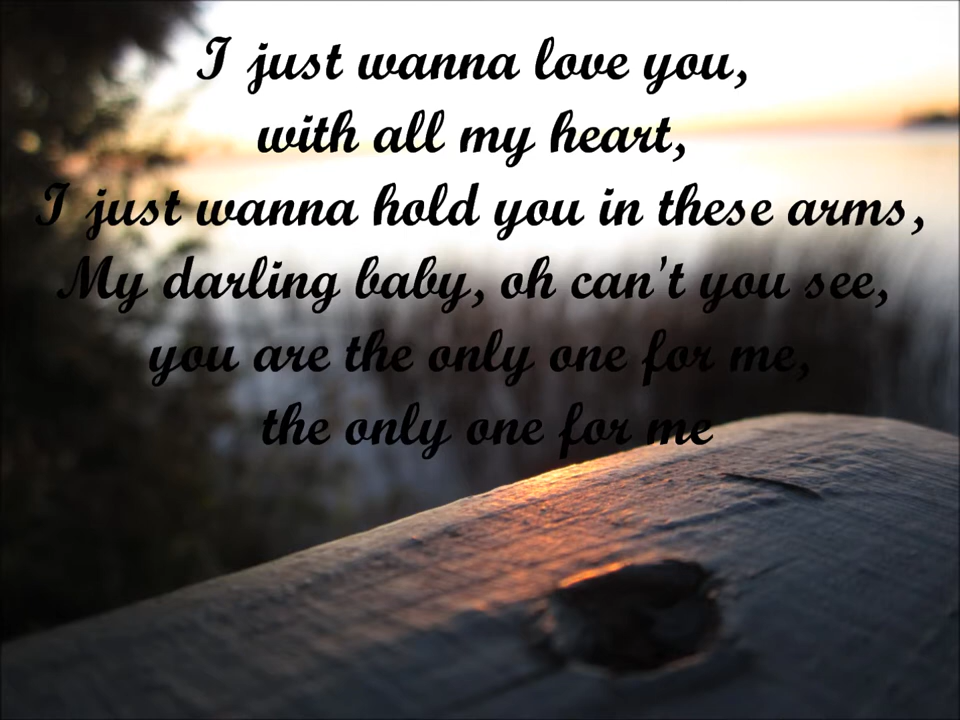 I just wanna love you,
with all my heart,
I just wanna hold you in these arms,
My darling baby, oh can't you see,
you are the only one for me,
the only one for me